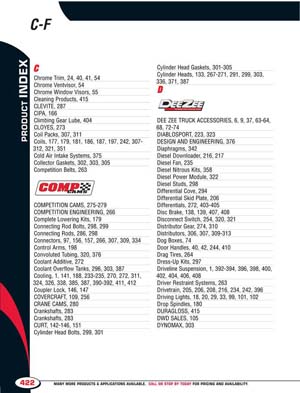 C-F
PRODUCT INDEX
C
Chrome Trim, 24, 40, 41, 54
Chrome Ventvisor, 54
Chrome Window Visors, 55
Cleaning Products, 415
CLEVITE, 287
CIPA, 166
Climbing Gear Lube, 404
CLOYES, 273
Coil Packs, 307, 311
Coils, 177, 179, 181, 186, 187, 197, 242, 307-
312, 321, 351
Cold Air Intake Systems, 375
Collector Gaskets, 302, 303, 305
Competition Belts, 263
COMP CAMS
COMPETITION CAMS, 275-279
COMPETITION ENGINEERING, 266
Complete Lowering Kits, 179
Connecting Rod Bolts, 298, 299
Connecting Rods, 286, 298
Connectors, 97, 156, 157, 266, 307, 309, 334
Control Arms, 198
Convoluted Tubing, 320, 376
Coolant Additive, 272
Coolant Overflow Tanks, 296, 303, 387
Cooling, 1, 141, 188, 233-235, 270, 272, 311,
324, 326, 338, 385, 387, 390-392, 411, 412
Coupler Lock, 146, 147
COVERCRAFT, 109, 256
CRANE CAMS, 280
Crankshafts, 283
Crankshafts, 283
CURT, 142-146, 151
Cylinder Head Bolts, 299, 301
Cylinder Head Gaskets, 301-305
Cylinder Heads, 133, 267-271, 291, 299, 303,
336, 371, 387
D
DEEZEE
DEE ZEE TRUCK ACCESSORIES, 6, 9, 37, 63-64,
68, 72-74
DIABLOSPORT, 223, 323
DESIGN AND ENGINEERING, 376
Diaphragms, 342
Diesel Downloader, 216, 217
Diesel Fan, 235
Diesel Nitrous Kits, 358
Diesel Power Module, 322
Diesel Studs, 298
Differential Cove, 294
Differential Skid Plate, 206
Differentials, 272, 403-405
Disc Brake, 138, 139, 407, 408
Disconnect Switch, 254, 320, 321
Distributor Gear, 274, 310
Distributors, 306, 307, 309-313
Dog Boxes, 74
Door Handles, 40, 42, 244, 410
Drag Tires, 264
Dress-Up Kits, 297
Driveline Suspension, 1, 392-394, 396, 398, 400,
402, 404, 406, 408
Driver Restraint Systems, 263
Drivetrain, 205, 206, 208, 216, 234, 242, 396
Driving Lights, 18, 20, 29, 33, 99, 101, 102
Drop Spindles, 180
DURAGLOSS, 415
DWD SALES, 105
DYNOMAX, 303
422
MANY MORE PRODUCTS & APPLICATIONS AVAILABLE. CALL OR STOP BY TODAY FOR PRICING AND AVAILABILITY.